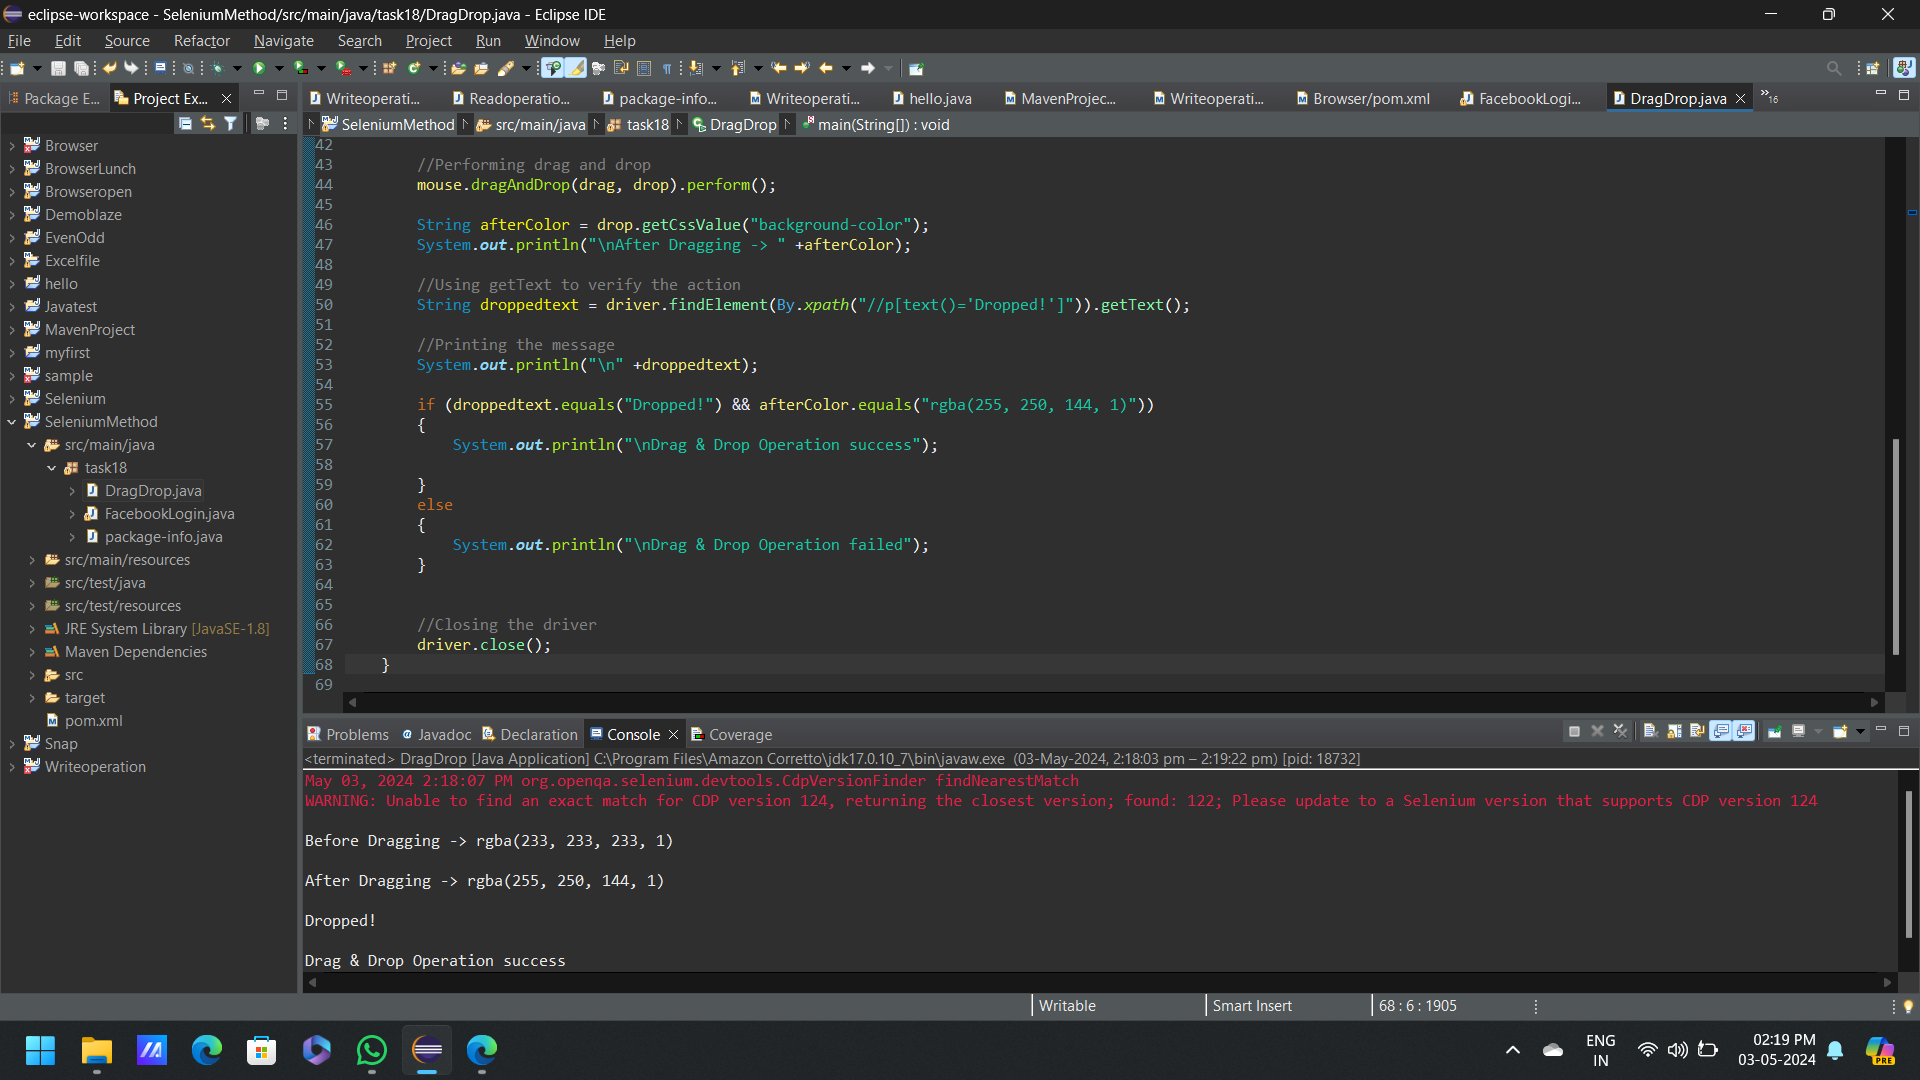 eclipse-workspace - SeleniumMethod/src/main/java/task18/DragDrop.java - Eclipse IDE
File Edit Source Refactor Navigate Search Project Run Window Help
Package E... Project Ex...
Writeoperati... Readoperatio... package-info... Writeoperati... hello.java MavenProjec... Writeoperati... Browser/pom.xml FacebookLogi... DragDrop.java »16
SeleniumMethod src/main/java task18 DragDrop main(String[]) : void
Browser
BrowserLunch
Browseropen
Demoblaze
EvenOdd
Excelfile
hello
Javatest
MavenProject
myfirst
sample
Selenium
SeleniumMethod
src/main/java
task18
DragDrop.java
FacebookLogin.java
package-info.java
src/main/resources
src/test/java
src/test/resources
JRE System Library [JavaSE-1.8]
Maven Dependencies
src
target
pom.xml
Snap
Writeoperation
42
43 //Performing drag and drop
44 mouse.dragAndDrop(drag, drop).perform();
45
46 String afterColor = drop.getCssValue("background-color");
47 System.out.println("\nAfter Dragging -> " +afterColor);
48
49 //Using getText to verify the action
50 String droppedtext = driver.findElement(By.xpath("//p[text()='Dropped!']")).getText();
51
52 //Printing the message
53 System.out.println("\n" +droppedtext);
54
55 if (droppedtext.equals("Dropped!") && afterColor.equals("rgba(255, 250, 144, 1)"))
56 {
57 System.out.println("\nDrag & Drop Operation success");
58
59 }
60 else
61 {
62 System.out.println("\nDrag & Drop Operation failed");
63 }
64
65
66 //Closing the driver
67 driver.close();
68 }
69
Problems Javadoc Declaration Console Coverage
<terminated> DragDrop [Java Application] C:\Program Files\Amazon Corretto\jdk17.0.10_7\bin\javaw.exe (03-May-2024, 2:18:03 pm – 2:19:22 pm) [pid: 18732]
May 03, 2024 2:18:07 PM org.openqa.selenium.devtools.CdpVersionFinder findNearestMatch
WARNING: Unable to find an exact match for CDP version 124, returning the closest version; found: 122; Please update to a Selenium version that supports CDP version 124
Before Dragging -> rgba(233, 233, 233, 1)
After Dragging -> rgba(255, 250, 144, 1)
Dropped!
Drag & Drop Operation success
Writable Smart Insert 68 : 6 : 1905
ENG
IN
02:19 PM
03-05-2024
PRE